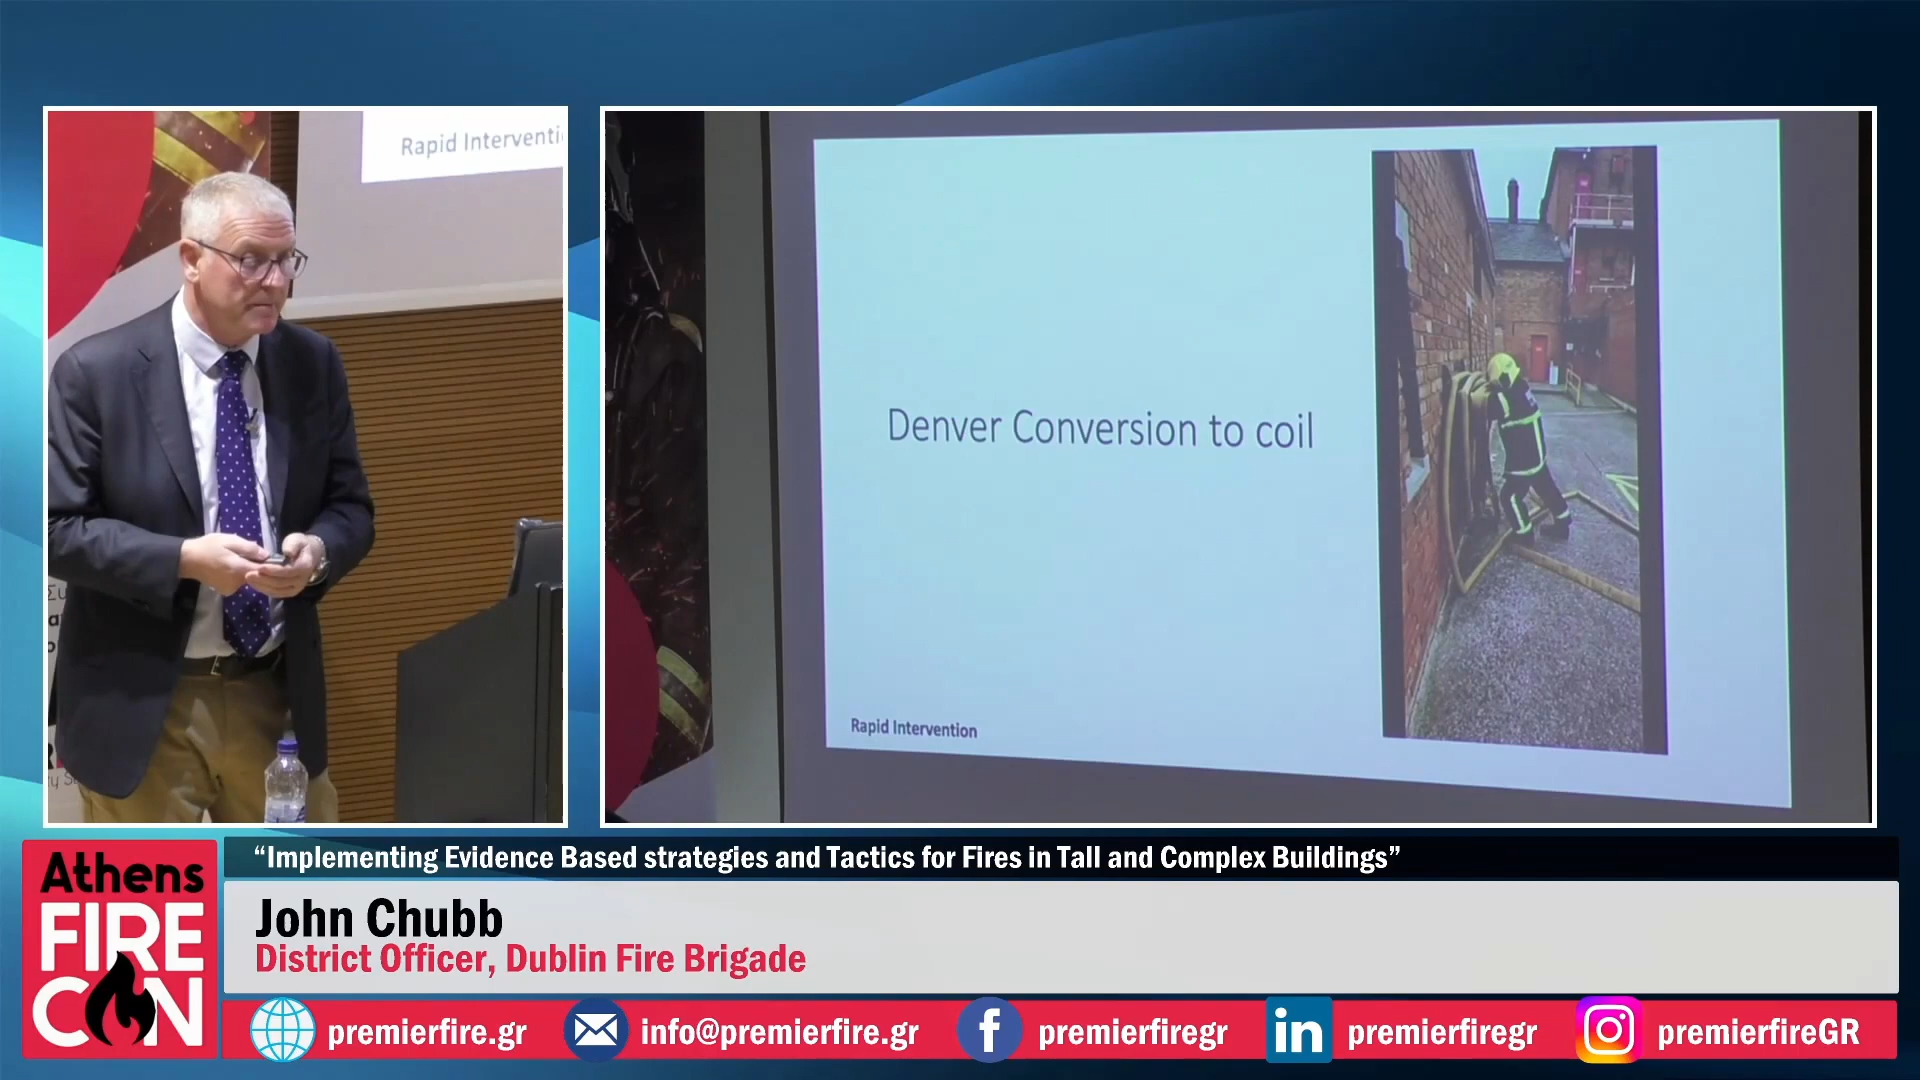 Rapid Interventi
Denver Conversion to coil
Rapid Intervention
“Implementing Evidence Based strategies and Tactics for Fires in Tall and Complex Buildings”
John Chubb
District Officer, Dublin Fire Brigade
Athens
FIRE
CON
premierfire.gr
info@premierfire.gr
premierfiregr
in
premierfiregr
premierfireGR